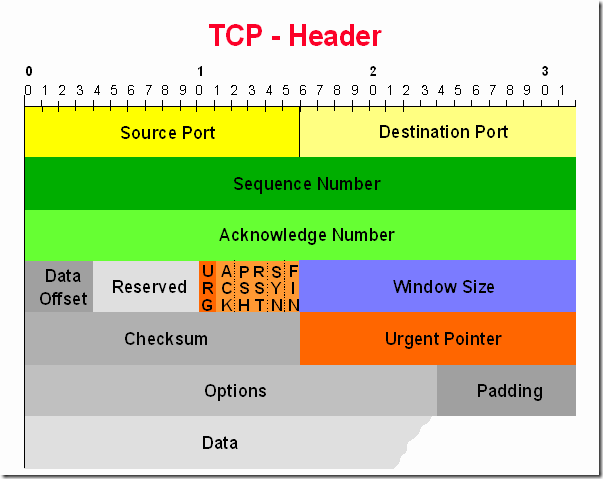 TCP - Header
0 1 2 3
0 1 2 3 4 5 6 7 8 9 0 1 2 3 4 5 6 7 8 9 0 1 2 3 4 5 6 7 8 9 0 1
Source Port Destination Port
Sequence Number
Acknowledge Number
Data Offset Reserved URG ACK PSH RST SYN FIN Window Size
Checksum Urgent Pointer
Options Padding
Data